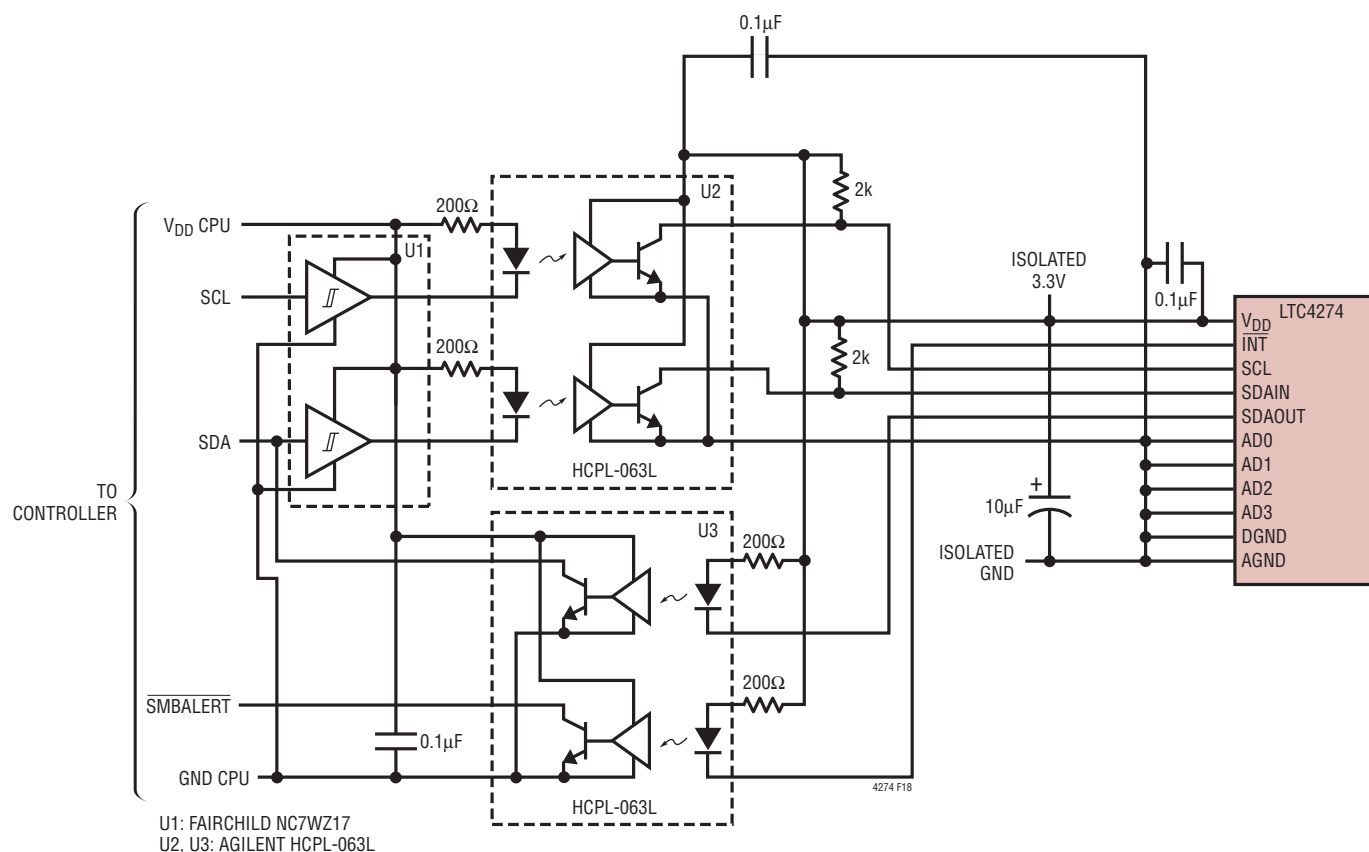 0.1µF
U2
2k
200Ω
V_DD CPU
U1
ISOLATED
3.3V
SCL
0.1µF
LTC4274
V_DD
I̅N̅T̅
200Ω
2k
SCL
SDAIN
SDAOUT
SDA
AD0
HCPL-063L
AD1
TO
CONTROLLER
+
10µF
AD2
AD3
U3
200Ω
DGND
ISOLATED
GND
AGND
200Ω
S̅M̅B̅A̅L̅E̅R̅T̅
0.1µF
GND CPU
4274 F18
HCPL-063L
U1: FAIRCHILD NC7WZ17
U2, U3: AGILENT HCPL-063L